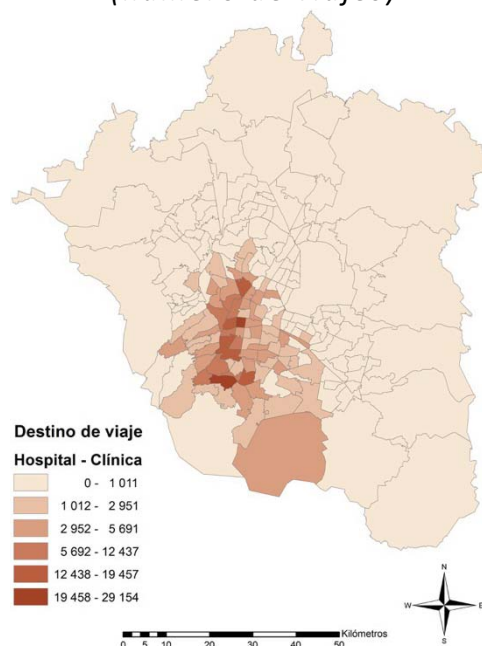 Destino de viaje
Hospital - Clínica
0 - 1 011
1 012 - 2 951
2 952 - 5 691
5 692 - 12 437
12 438 - 19 457
19 458 - 29 154
N
W E
S
Kilómetros
0 5 10 20 30 40 50